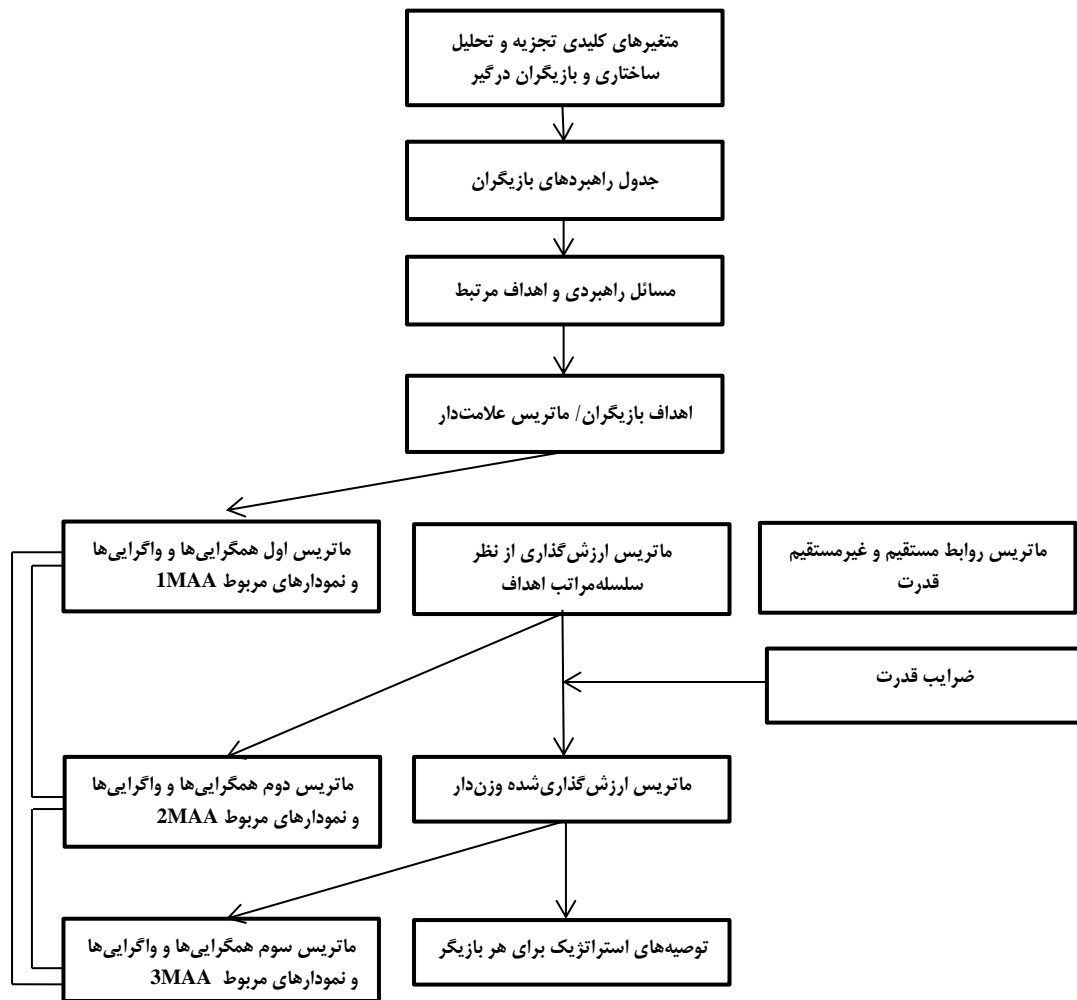 متغیرهای کلیدی تجزیه و تحلیل
ساختاری و بازیگران درگیر
جدول راهبردهای بازیگران
مسائل راهبردی و اهداف مرتبط
اهداف بازیگران/ ماتریس علامت‌دار
ماتریس روابط مستقیم و غیرمستقیم
قدرت
ماتریس ارزش‌گذاری از نظر
سلسله‌مراتب اهداف
ماتریس اول همگرایی‌ها و واگرایی‌ها
و نمودارهای مربوط 1MAA
ضرایب قدرت
ماتریس ارزش‌گذاری‌شده وزن‌دار
ماتریس دوم همگرایی‌ها و واگرایی‌ها
و نمودارهای مربوط 2MAA
توصیه‌های استراتژیک برای هر بازیگر
ماتریس سوم همگرایی‌ها و واگرایی‌ها
و نمودارهای مربوط 3MAA